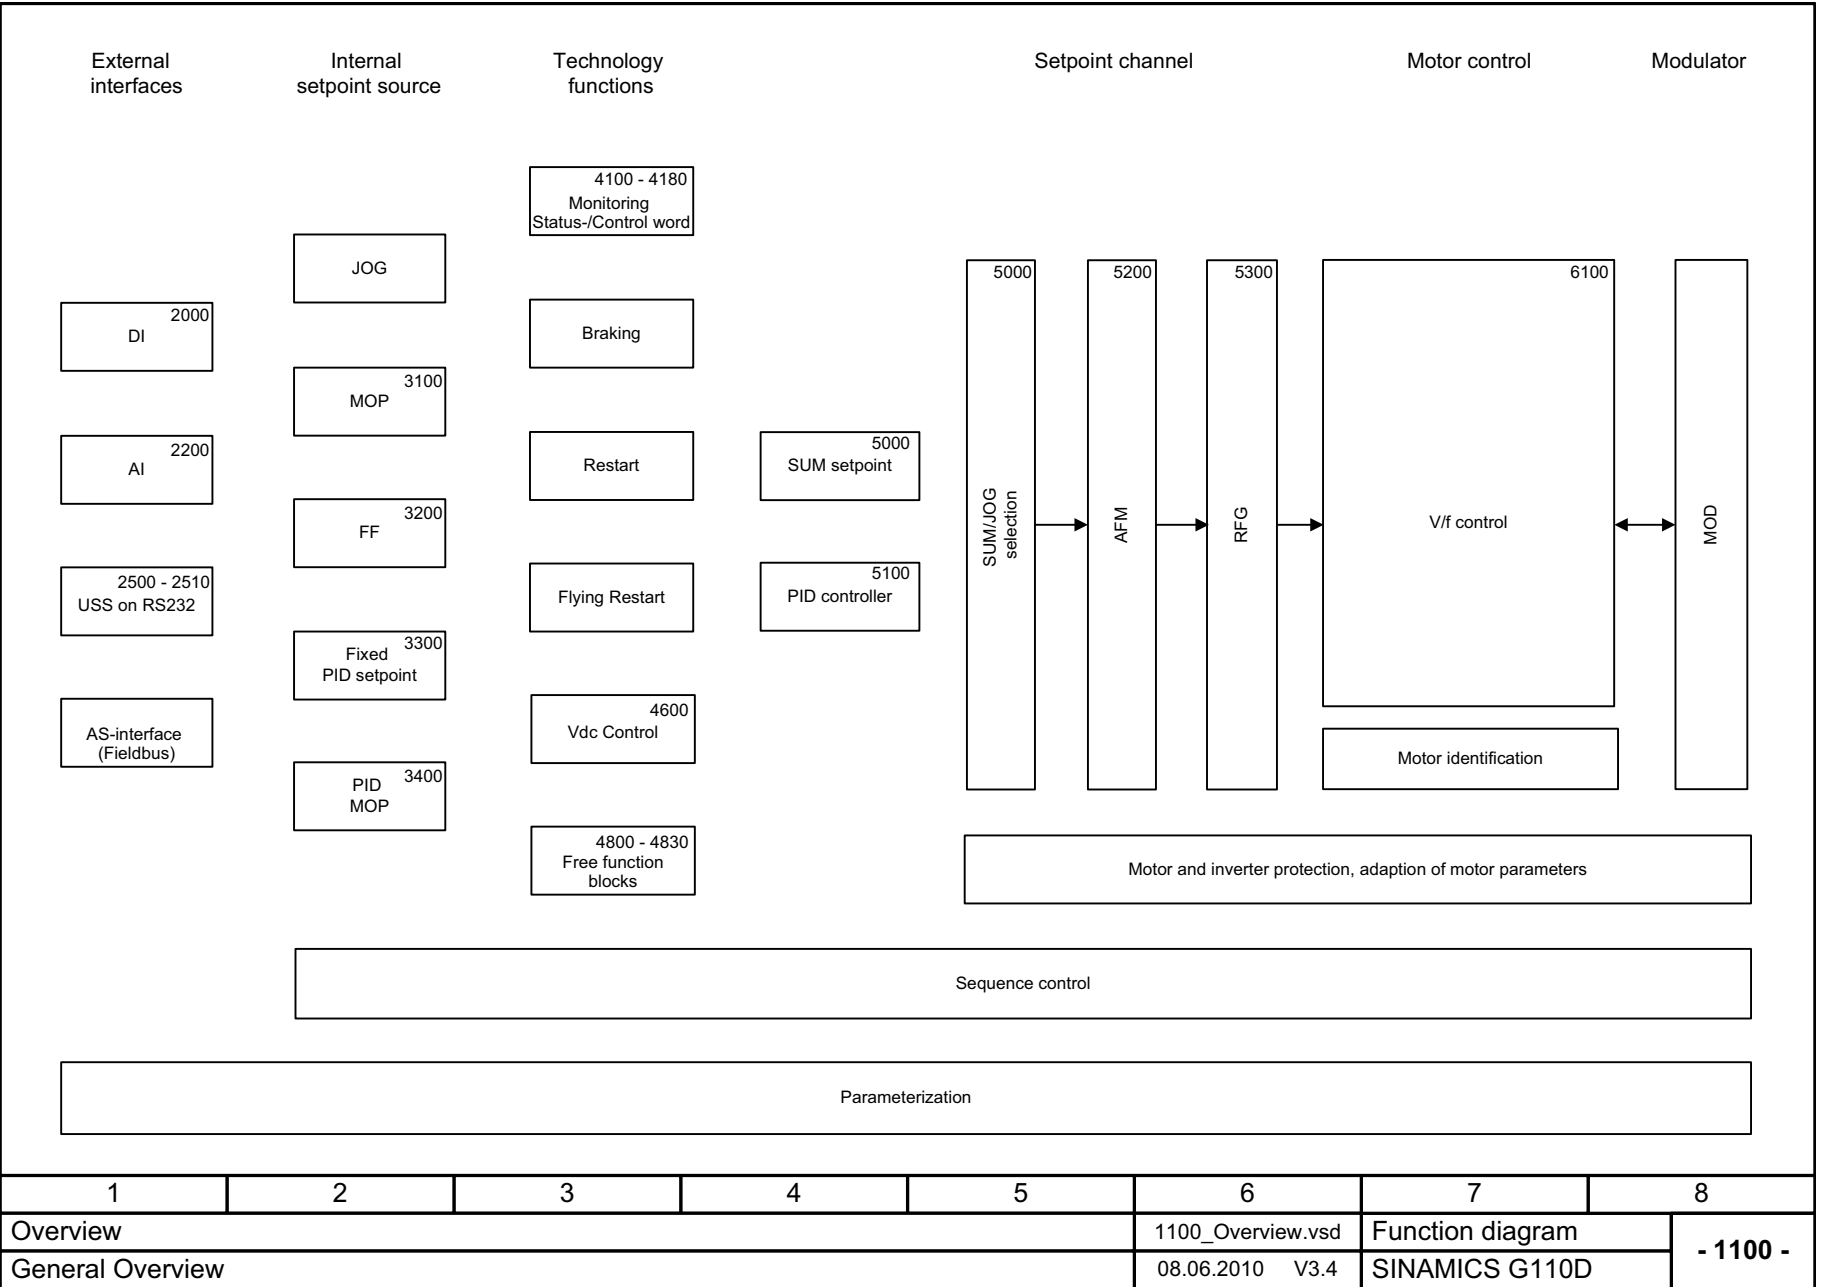 External
interfaces
Internal
setpoint source
Technology
functions
Setpoint channel
Motor control
Modulator
2000
DI
2200
AI
2500 - 2510
USS on RS232
AS-interface
(Fieldbus)
JOG
3100
MOP
3200
FF
3300
Fixed
PID setpoint
3400
PID
MOP
4100 - 4180
Monitoring
Status-/Control word
Braking
Restart
Flying Restart
4600
Vdc Control
4800 - 4830
Free function
blocks
5000
SUM setpoint
5100
PID controller
5000
SUM/JOG
selection
5200
AFM
5300
RFG
6100
V/f control
Motor identification
MOD
Motor and inverter protection, adaption of motor parameters
Sequence control
Parameterization
1 2 3 4 5 6 7 8
Overview
1100_Overview.vsd
Function diagram
- 1100 -
General Overview
08.06.2010 V3.4
SINAMICS G110D